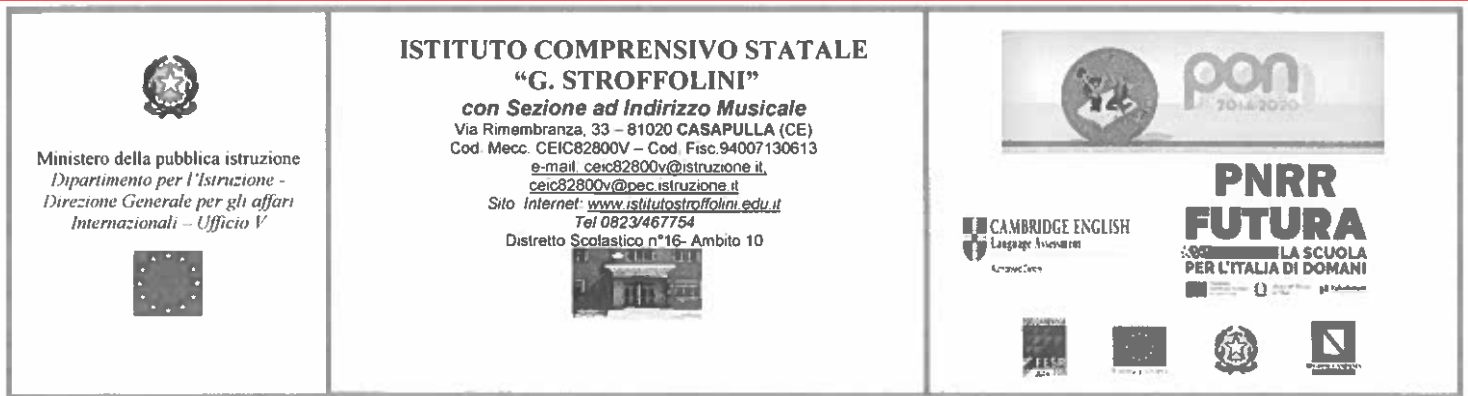 Ministero della pubblica istruzione
Dipartimento per l'Istruzione -
Direzione Generale per gli affari
Internazionali – Ufficio V
ISTITUTO COMPRENSIVO STATALE
"G. STROFFOLINI"
con Sezione ad Indirizzo Musicale
Via Rimembranza, 33 – 81020 CASAPULLA (CE)
Cod. Mecc. CEIC82800V – Cod. Fisc.94007130613
e-mail: ceic82800v@istruzione.it,
ceic82800v@pec.istruzione.it
Sito Internet: www.istitutostroffolini.edu.it
Tel 0823/467754
Distretto Scolastico n°16- Ambito 10
pon
2014-2020
PNRR
FUTURA
LA SCUOLA
PER L'ITALIA DI DOMANI
CAMBRIDGE ENGLISH
Language Assessment